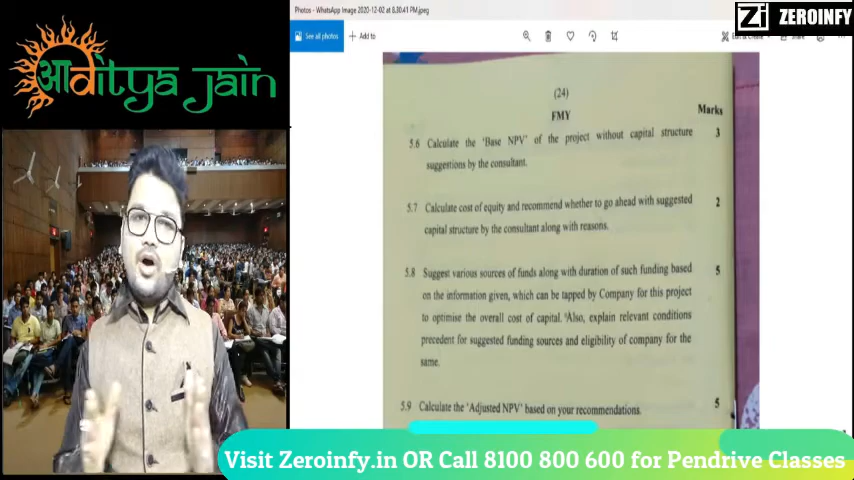 Photos - WhatsApp Image 2020-12-02 at 8.30.41 PM.jpeg
See all photos
Add to
Zi ZEROINFY
आditya jain
(24)
FMY
Marks
5.6 Calculate the 'Base NPV' of the project without capital structure 3
suggestions by the consultant.
5.7 Calculate cost of equity and recommend whether to go ahead with suggested 2
capital structure by the consultant along with reasons.
5.8 Suggest various sources of funds along with duration of such funding based 5
on the information given, which can be tapped by Company for this project
to optimise the overall cost of capital. Also, explain relevant conditions
precedent for suggested funding sources and eligibility of company for the
same.
5.9 Calculate the 'Adjusted NPV' based on your recommendations. 5
Visit Zeroinfy.in OR Call 8100 800 600 for Pendrive Classes